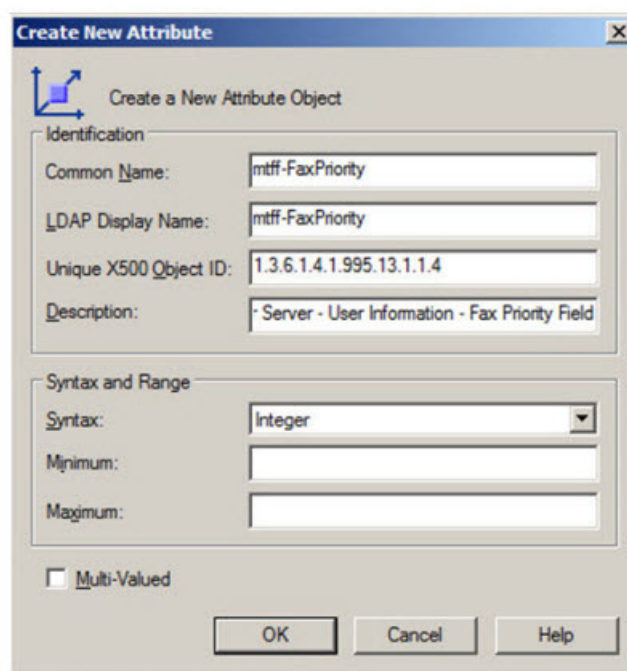 Create New Attribute
Create a New Attribute Object
Identification
Common Name: mtff-FaxPriority
LDAP Display Name: mtff-FaxPriority
Unique X500 Object ID: 1.3.6.1.4.1.995.13.1.1.4
Description: Server - User Information - Fax Priority Field
Syntax and Range
Syntax: Integer
Minimum:
Maximum:
Multi-Valued
OK Cancel Help